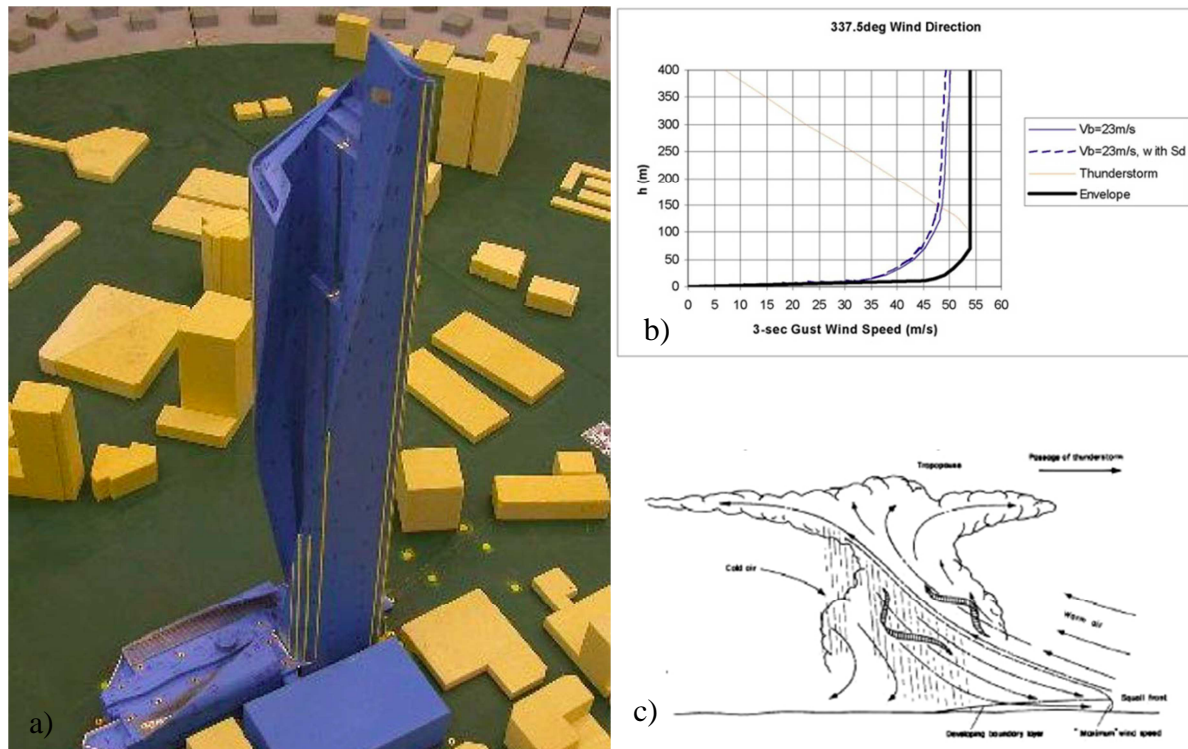 a)
337.5deg Wind Direction
400
350
300
250
200
150
100
50
0
h (m)
0 5 10 15 20 25 30 35 40 45 50 55 60
3-sec Gust Wind Speed (m/s)
Vb=23m/s
Vb=23m/s, with Sd
Thunderstorm
Envelope
b)
Tropopause
Passage of thunderstorm
Cold air
Warm air
Squall front
Developing boundary layer
"Maximum" wind speed
c)